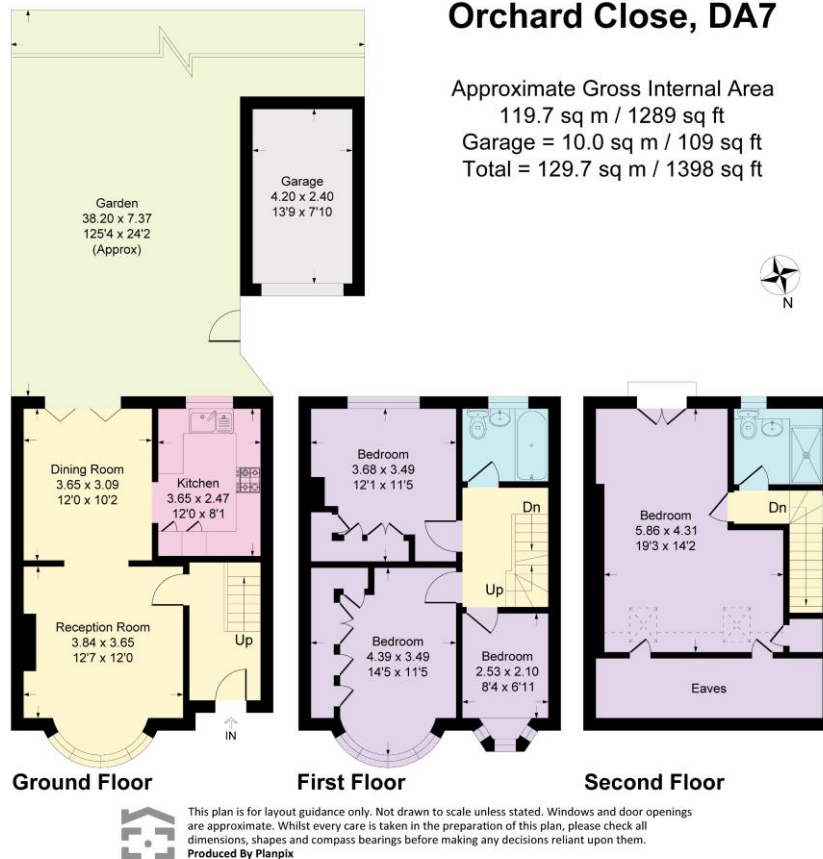 Orchard Close, DA7
Approximate Gross Internal Area
119.7 sq m / 1289 sq ft
Garage = 10.0 sq m / 109 sq ft
Total = 129.7 sq m / 1398 sq ft
Garage
4.20 x 2.40
13'9 x 7'10
Garden
38.20 x 7.37
125'4 x 24'2
(Approx)
N
Dining Room
3.65 x 3.09
12'0 x 10'2
Kitchen
3.65 x 2.47
12'0 x 8'1
Reception Room
3.84 x 3.65
12'7 x 12'0
Up
IN
Ground Floor
Bedroom
3.68 x 3.49
12'1 x 11'5
Dn
Up
Bedroom
4.39 x 3.49
14'5 x 11'5
Bedroom
2.53 x 2.10
8'4 x 6'11
First Floor
Bedroom
5.86 x 4.31
19'3 x 14'2
Dn
Eaves
Second Floor
This plan is for layout guidance only. Not drawn to scale unless stated. Windows and door openings
are approximate. Whilst every care is taken in the preparation of this plan, please check all
dimensions, shapes and compass bearings before making any decisions reliant upon them.
Produced By Planpix